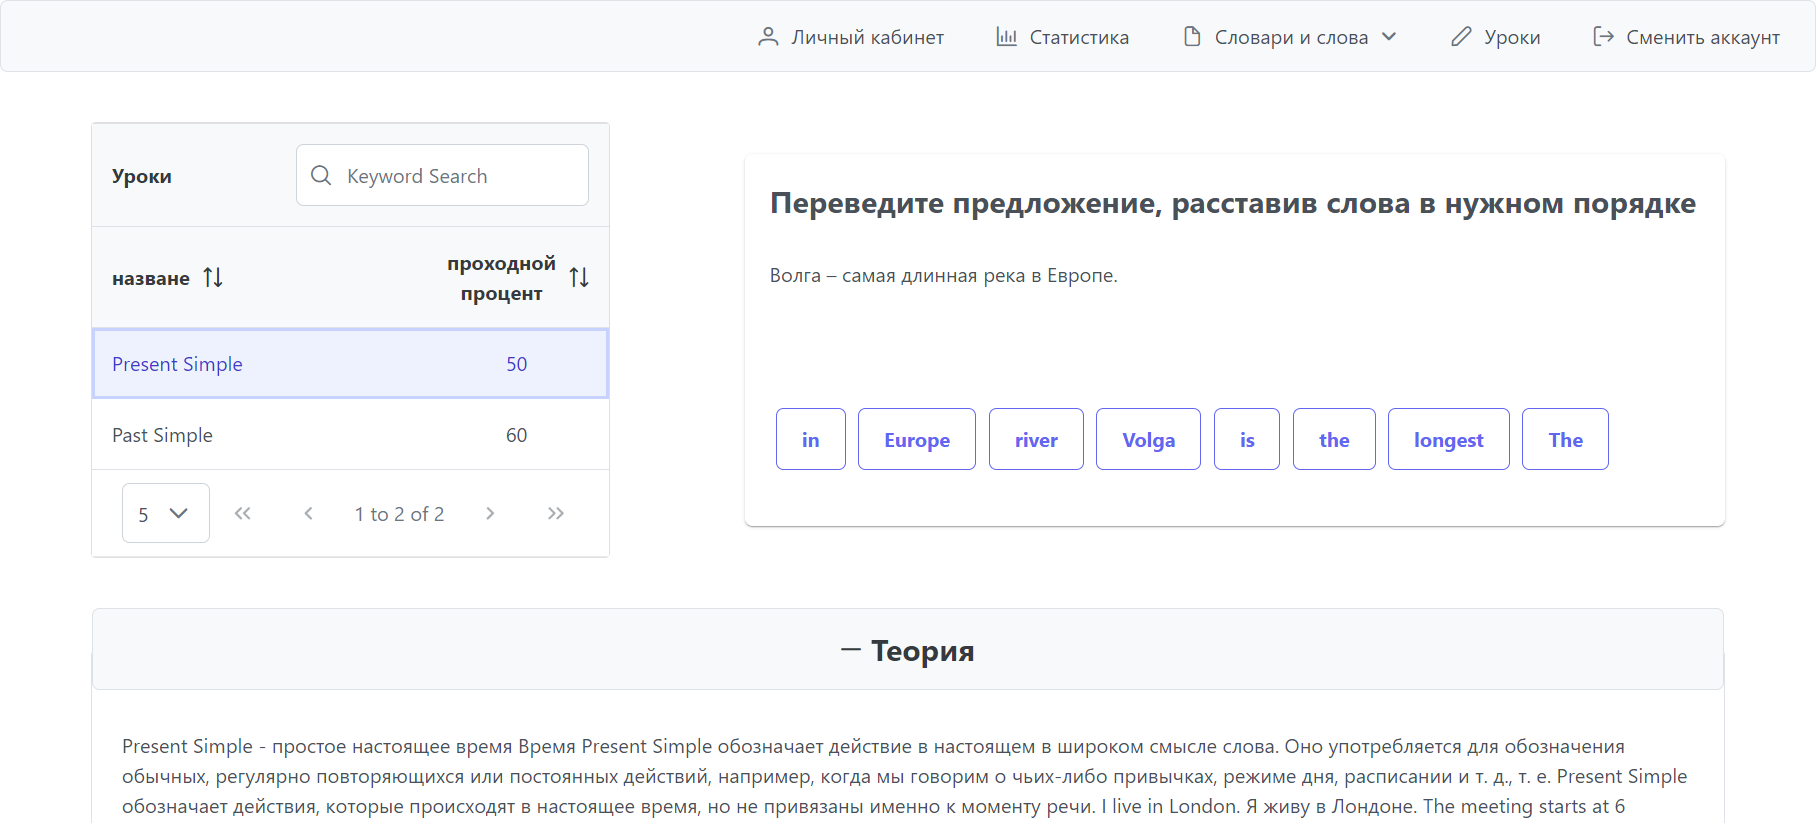 Личный кабинет Статистика Словари и слова Уроки Сменить аккаунт
Уроки Keyword Search
назване проходной процент
Present Simple 50
Past Simple 60
5 1 to 2 of 2
Переведите предложение, расставив слова в нужном порядке
Волга – самая длинная река в Европе.
in Europe river Volga is the longest The
Теория
Present Simple - простое настоящее время Время Present Simple обозначает действие в настоящем в широком смысле слова. Оно употребляется для обозначения
обычных, регулярно повторяющихся или постоянных действий, например, когда мы говорим о чьих-либо привычках, режиме дня, расписании и т. д., т. е. Present Simple
обозначает действия, которые происходят в настоящее время, но не привязаны именно к моменту речи. I live in London. Я живу в Лондоне. The meeting starts at 6